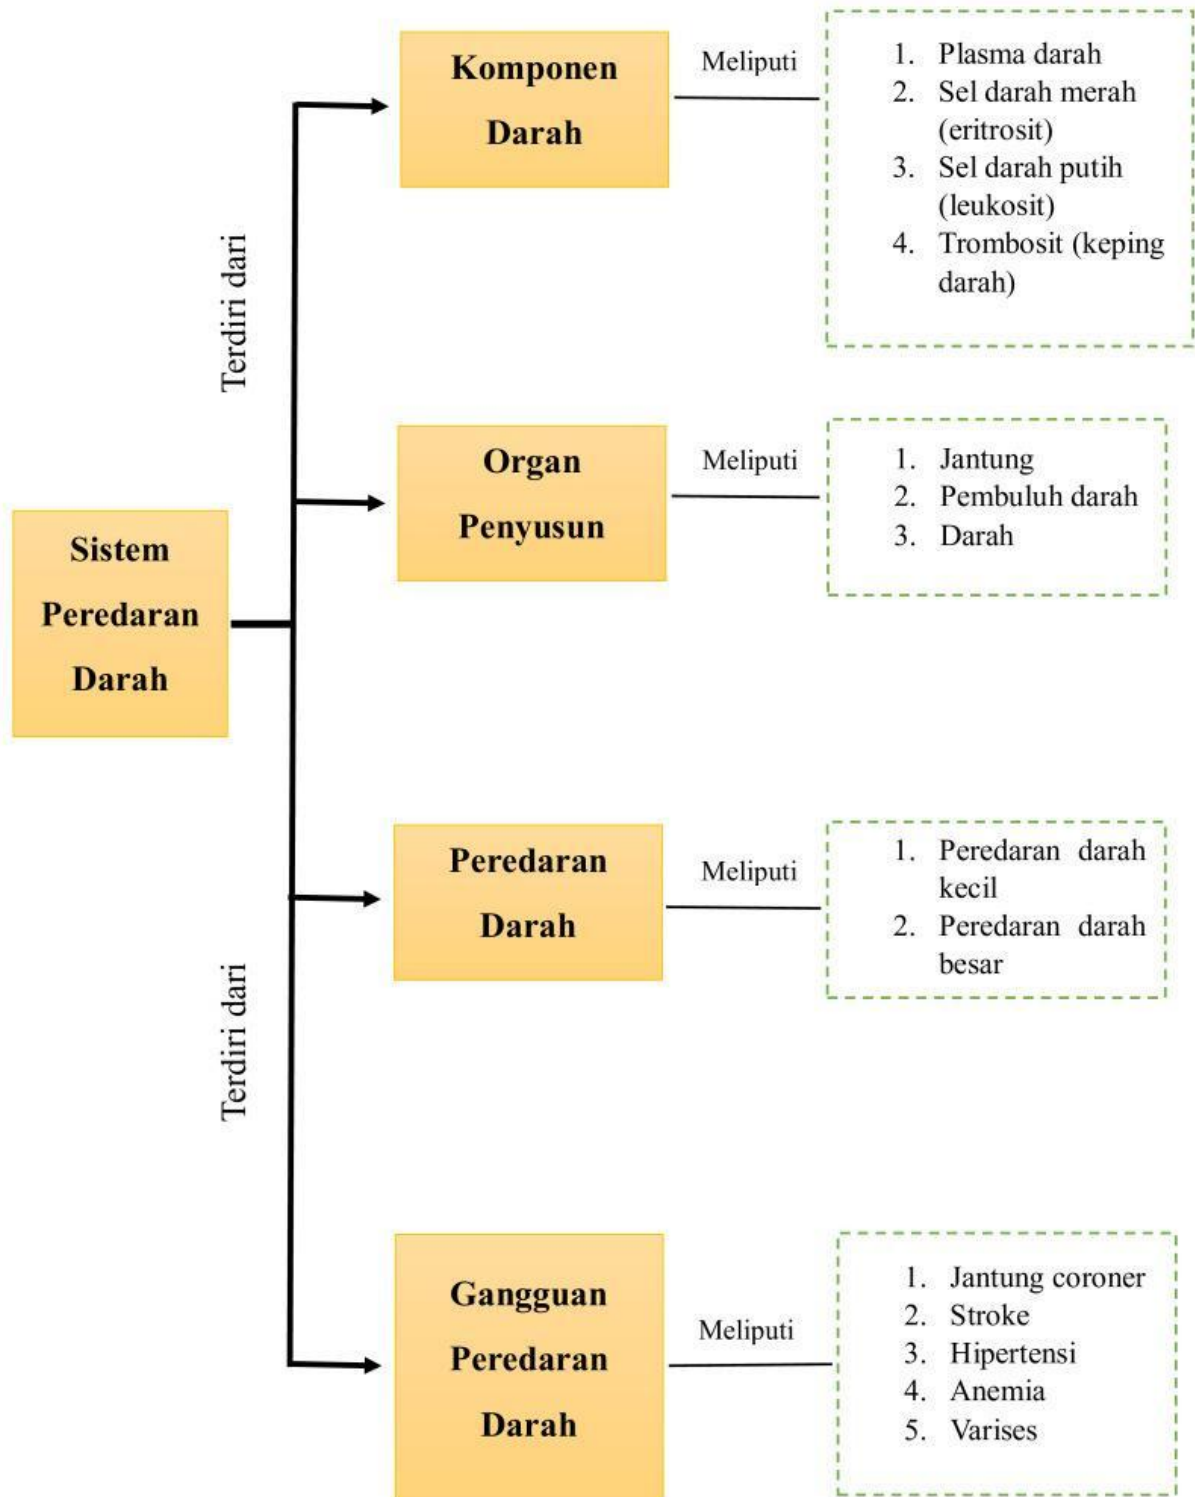 Komponen
Darah
Meliputi
1. Plasma darah
2. Sel darah merah
(eritrosit)
3. Sel darah putih
(leukosit)
4. Trombosit (keping
darah)
Terdiri dari
Organ
Penyusun
Meliputi
1. Jantung
2. Pembuluh darah
3. Darah
Sistem
Peredaran
Darah
Peredaran
Darah
Meliputi
1. Peredaran darah
kecil
2. Peredaran darah
besar
Terdiri dari
Gangguan
Peredaran
Darah
Meliputi
1. Jantung coroner
2. Stroke
3. Hipertensi
4. Anemia
5. Varises